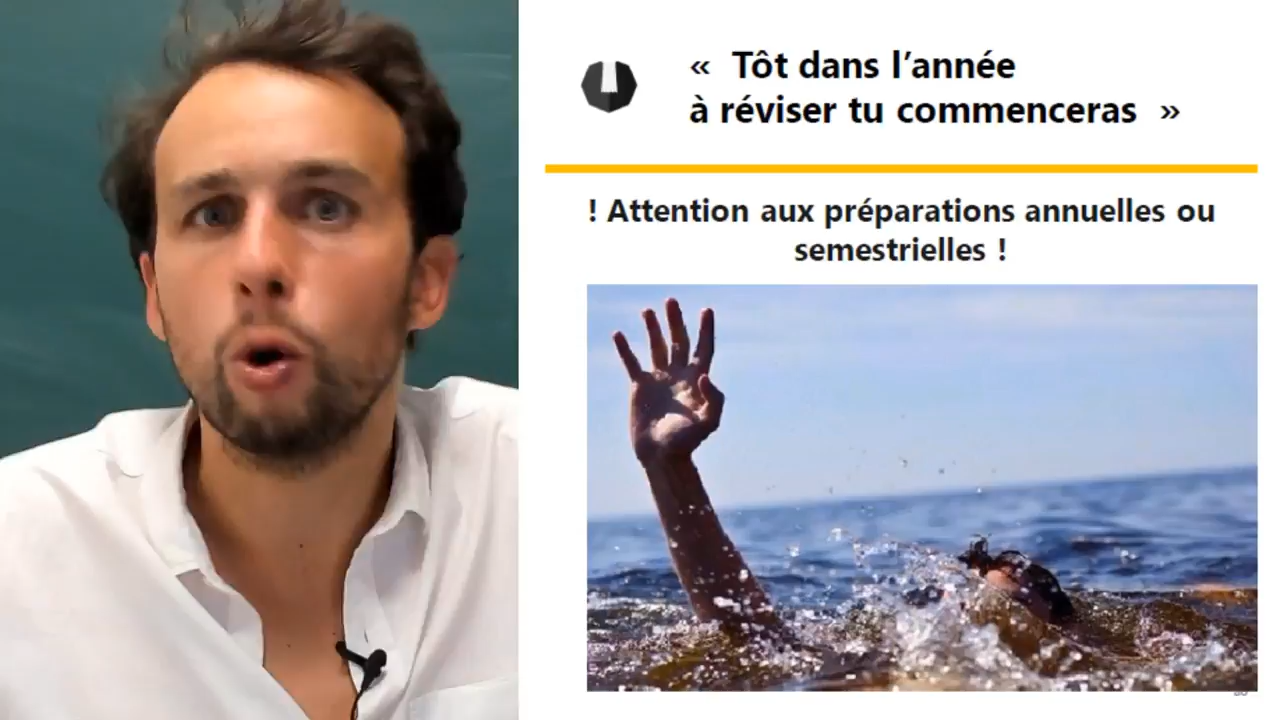 «  Tôt dans l’année
à réviser tu commenceras  »
! Attention aux préparations annuelles ou
semestrielles !